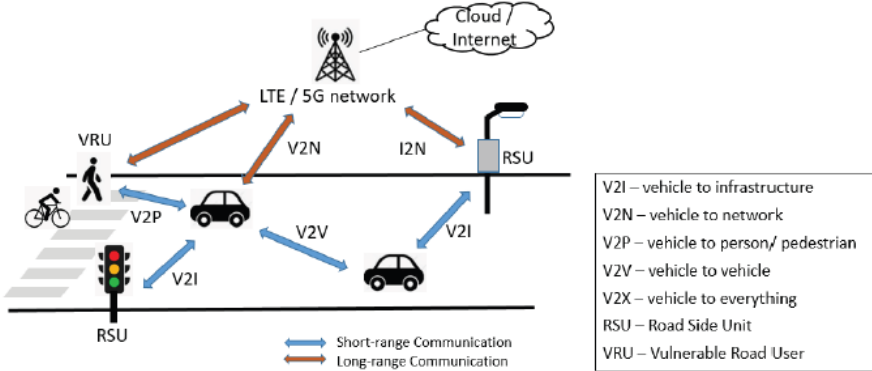 Cloud /
Internet
LTE / 5G network
VRU
V2N
I2N
RSU
V2P
V2V
V2I
V2I
RSU
Short-range Communication
Long-range Communication
V2I – vehicle to infrastructure
V2N – vehicle to network
V2P – vehicle to person/ pedestrian
V2V – vehicle to vehicle
V2X – vehicle to everything
RSU – Road Side Unit
VRU – Vulnerable Road User